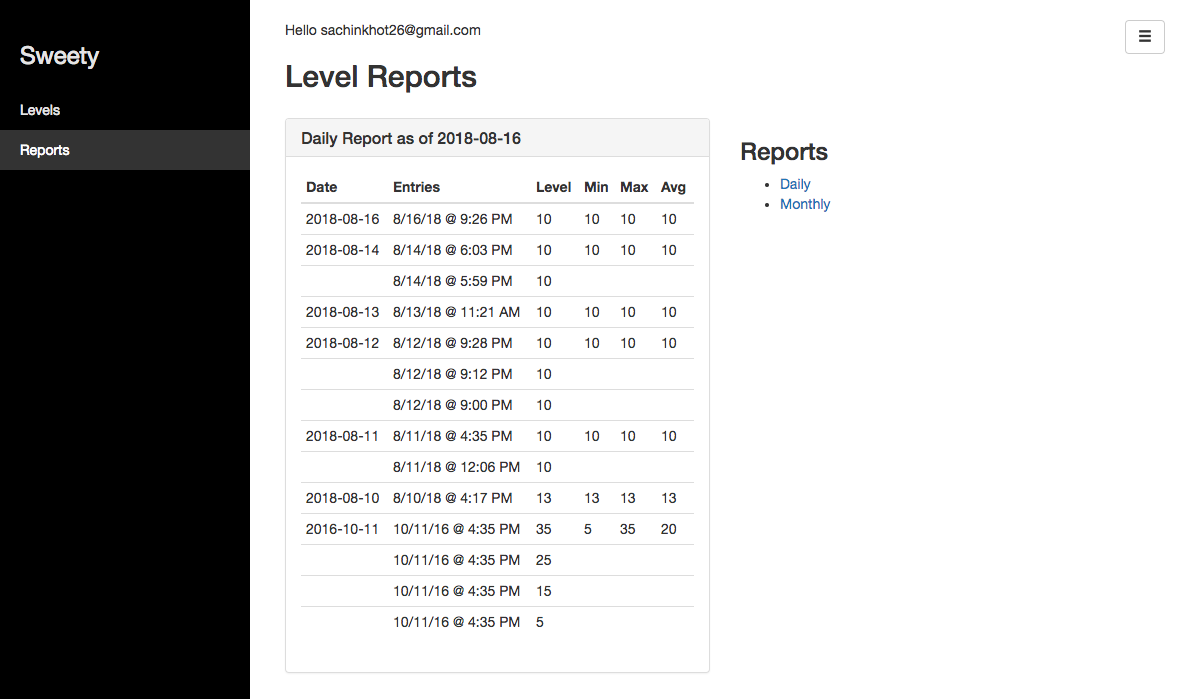 Sweety
Levels
Reports
Hello sachinkhot26@gmail.com
Level Reports
Daily Report as of 2018-08-16
Date Entries Level Min Max Avg
2018-08-16 8/16/18 @ 9:26 PM 10 10 10 10
2018-08-14 8/14/18 @ 6:03 PM 10 10 10 10
8/14/18 @ 5:59 PM 10
2018-08-13 8/13/18 @ 11:21 AM 10 10 10 10
2018-08-12 8/12/18 @ 9:28 PM 10 10 10 10
8/12/18 @ 9:12 PM 10
8/12/18 @ 9:00 PM 10
2018-08-11 8/11/18 @ 4:35 PM 10 10 10 10
8/11/18 @ 12:06 PM 10
2018-08-10 8/10/18 @ 4:17 PM 13 13 13 13
2016-10-11 10/11/16 @ 4:35 PM 35 5 35 20
10/11/16 @ 4:35 PM 25
10/11/16 @ 4:35 PM 15
10/11/16 @ 4:35 PM 5
Reports
Daily
Monthly